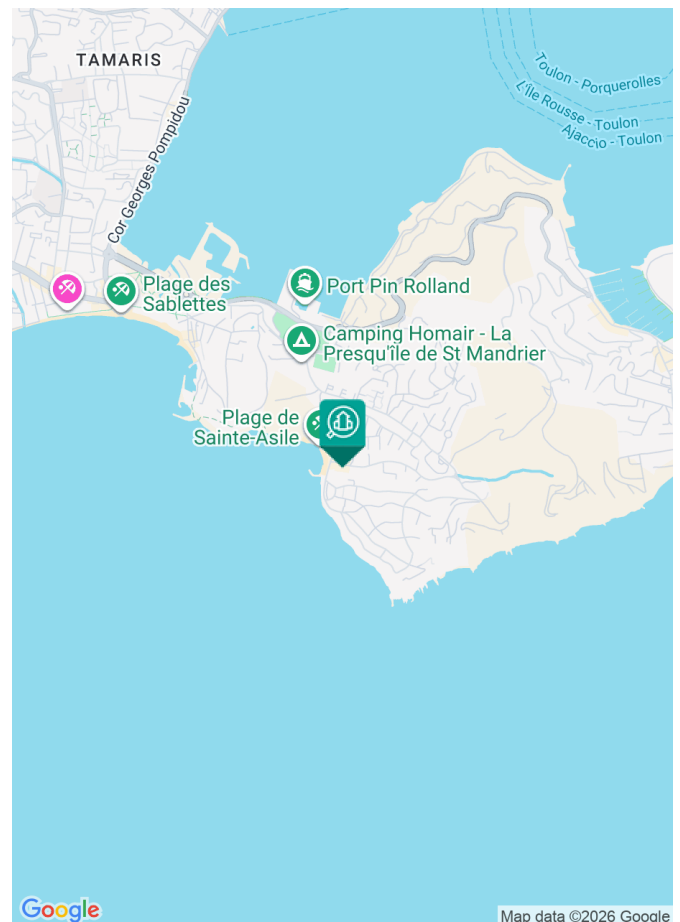 TAMARIS
Cor Georges Pompidou
Toulon - Porquerolles
L'Île Rousse - Toulon
Ajaccio - Toulon
Plage des
Sablettes
Port Pin Rolland
Camping Homair - La
Presqu'île de St Mandrier
Plage de
Sainte-Asile
Google
Map data ©2026 Google